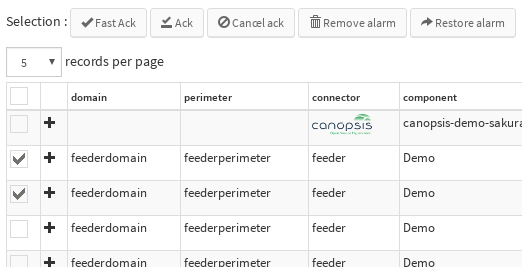 Selection : Fast Ack Ack Cancel ack Remove alarm Restore alarm
5 records per page
domain perimeter connector component
canopsis canopsis-demo-sakura
feederdomain feederperimeter feeder Demo
feederdomain feederperimeter feeder Demo
feederdomain feederperimeter feeder Demo
feederdomain feederperimeter feeder Demo